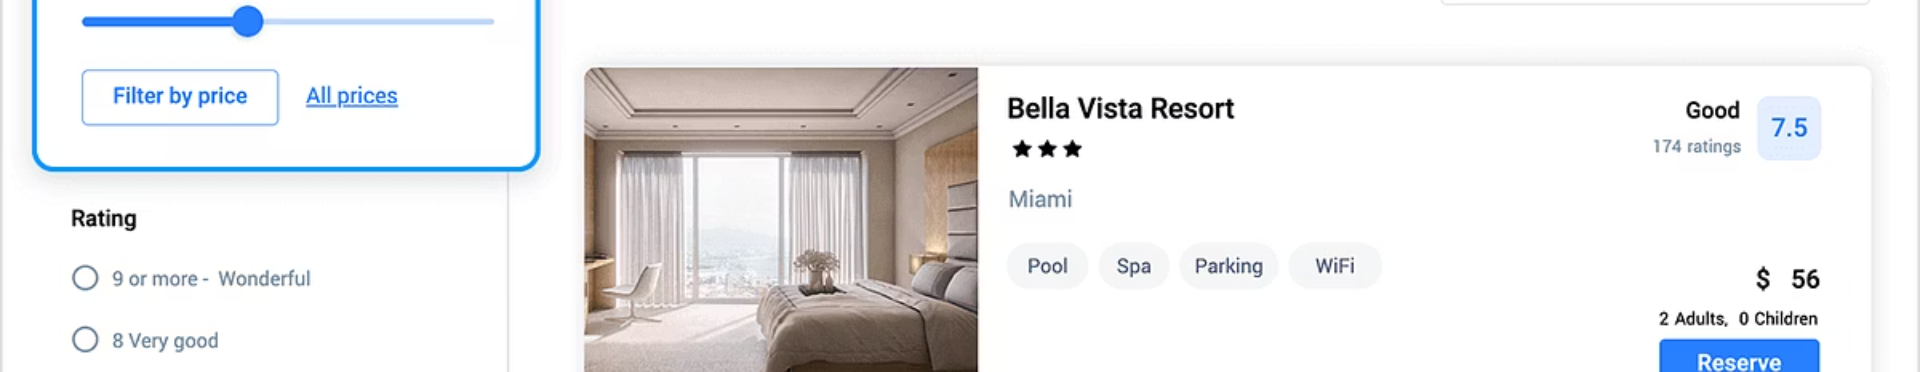 Filter by price
All prices
Rating
9 or more - Wonderful
8 Very good
Bella Vista Resort
Miami
Pool
Spa
Parking
WiFi
Good
174 ratings
7.5
$ 56
2 Adults, 0 Children
Reserve